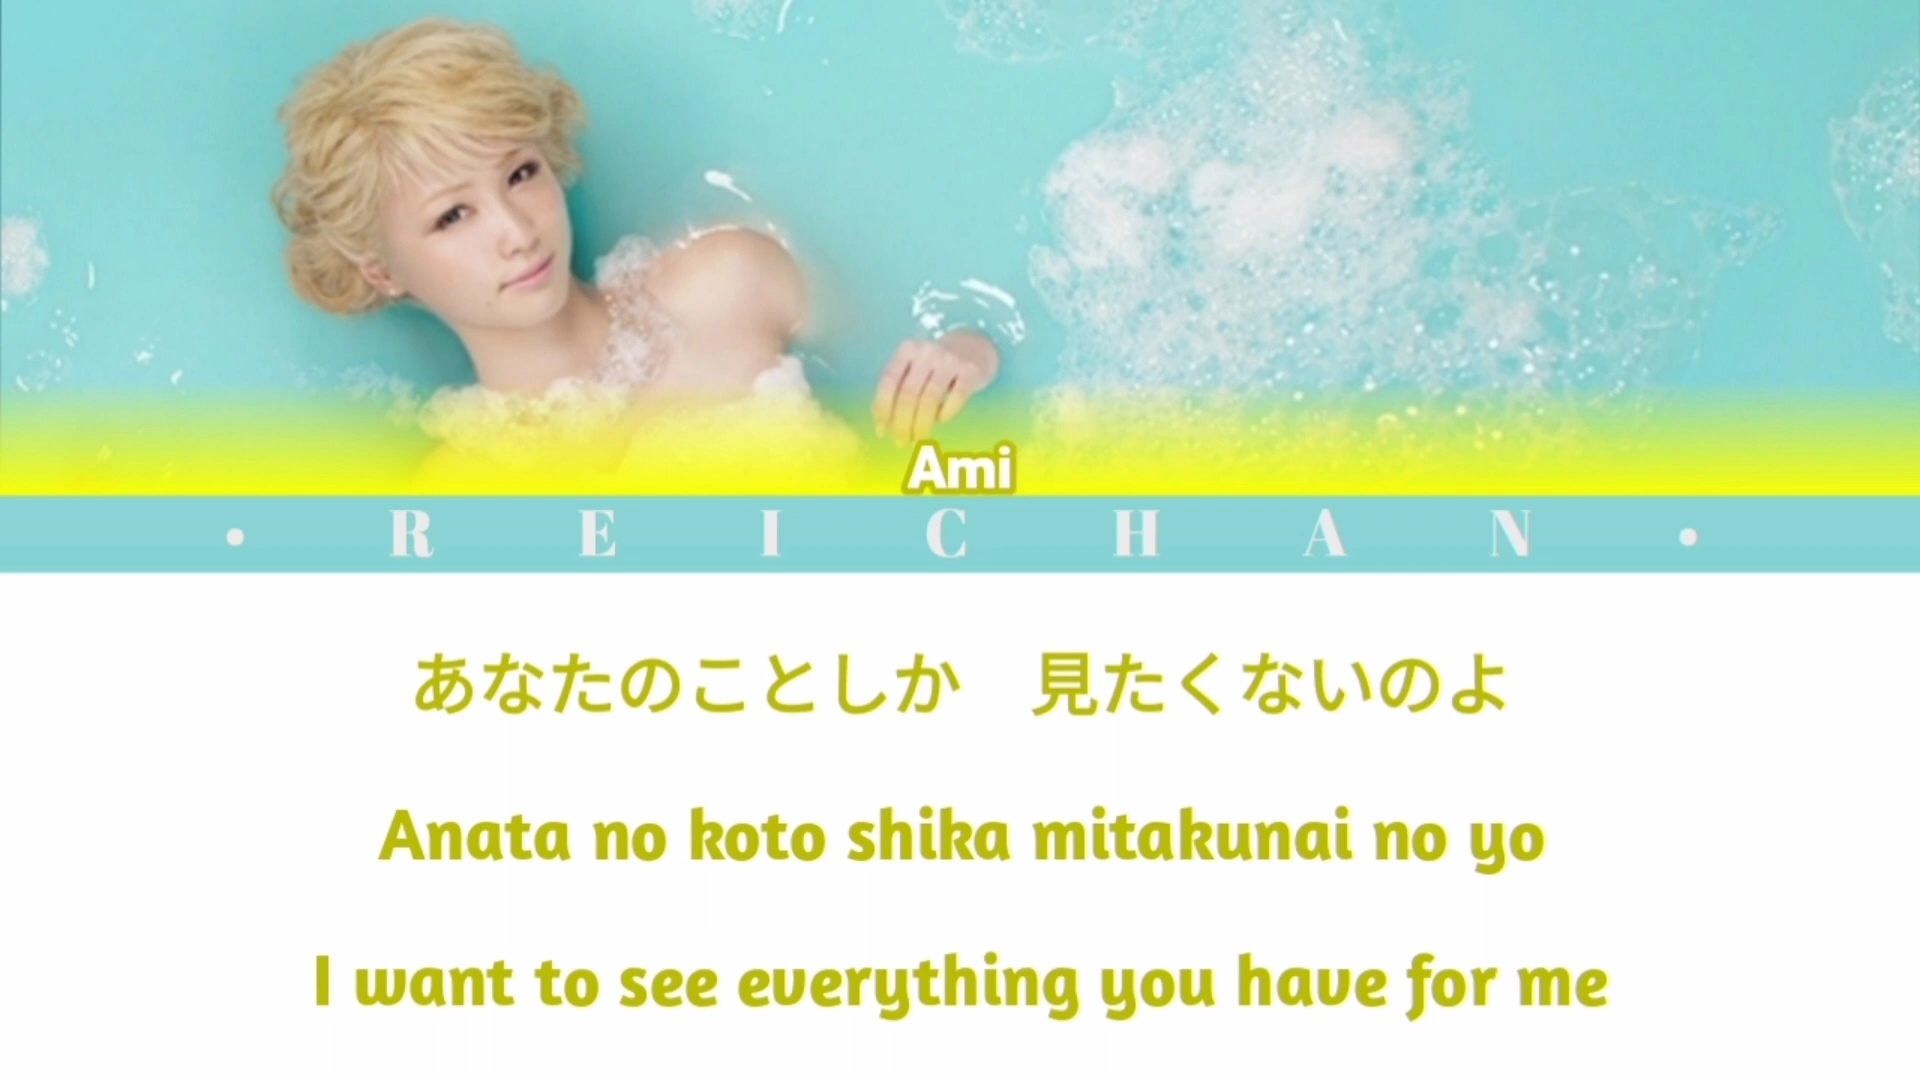 Ami
• R E I C H A N •
あなたのことしか　見たくないのよ
Anata no koto shika mitakunai no yo
I want to see everything you have for me